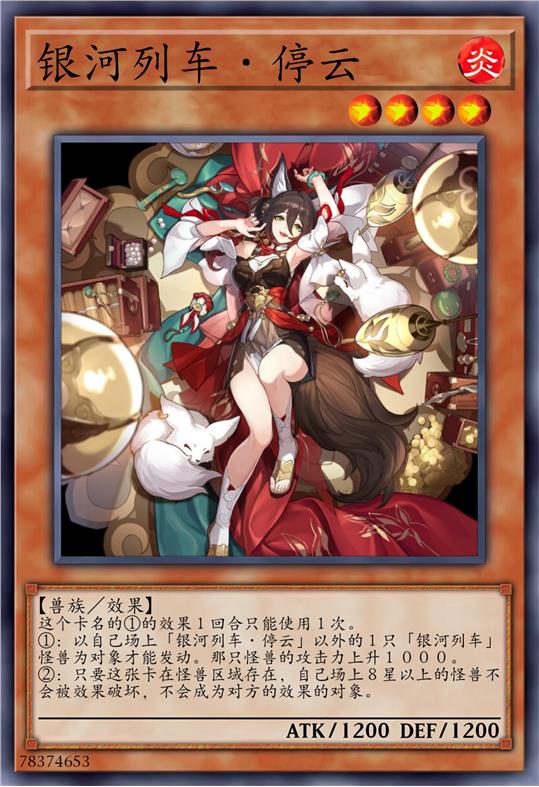 银河列车·停云
炎
【兽族／效果】
这个卡名的①的效果１回合只能使用１次。
①：以自己场上「银河列车·停云」以外的１只「银河列车」
怪兽为对象才能发动。那只怪兽的攻击力上升１０００。
②：只要这张卡在怪兽区域存在，自己场上８星以上的怪兽不
会被效果破坏，不会成为对方的效果的对象。
ATK/1200 DEF/1200
78374653